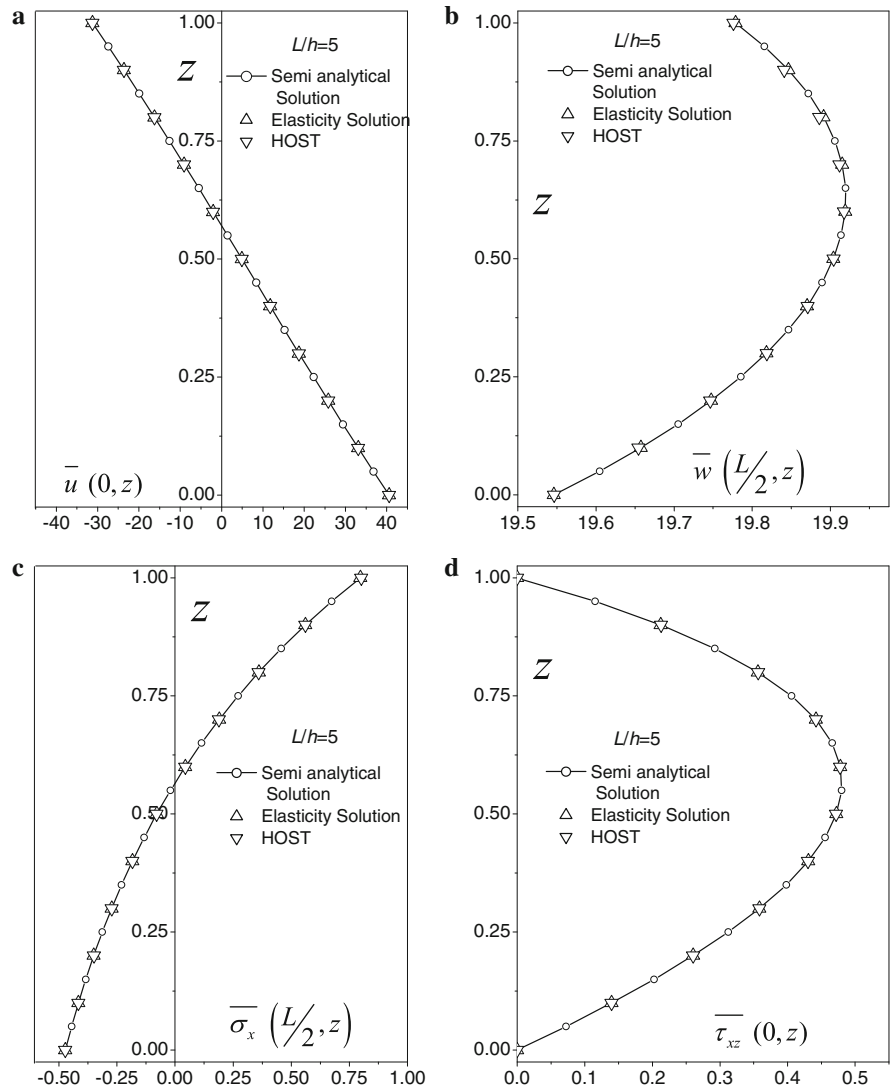 a
1.00
L/h=5
z
Semi analytical
Solution
0.75
Elasticity Solution
HOST
0.50
0.25
u̅ (0, z)
0.00
-40 -30 -20 -10 0 10 20 30 40
b
1.00
L/h=5
Semi analytical
Solution
Elasticity Solution
0.75
HOST
z
0.50
0.25
w̅ (L/2, z)
0.00
19.5 19.6 19.7 19.8 19.9
c
1.00
z
0.75
L/h=5
Semi analytical
Solution
0.50
Elasticity Solution
HOST
0.25
σ̅ₓ (L/2, z)
0.00
-0.50 -0.25 0.00 0.25 0.50 0.75 1.00
d
1.00
z
0.75
L/h=5
Semi analytical
Solution
0.50
Elasticity Solution
HOST
0.25
τ̅xz (0, z)
0.00
0.0 0.1 0.2 0.3 0.4 0.5